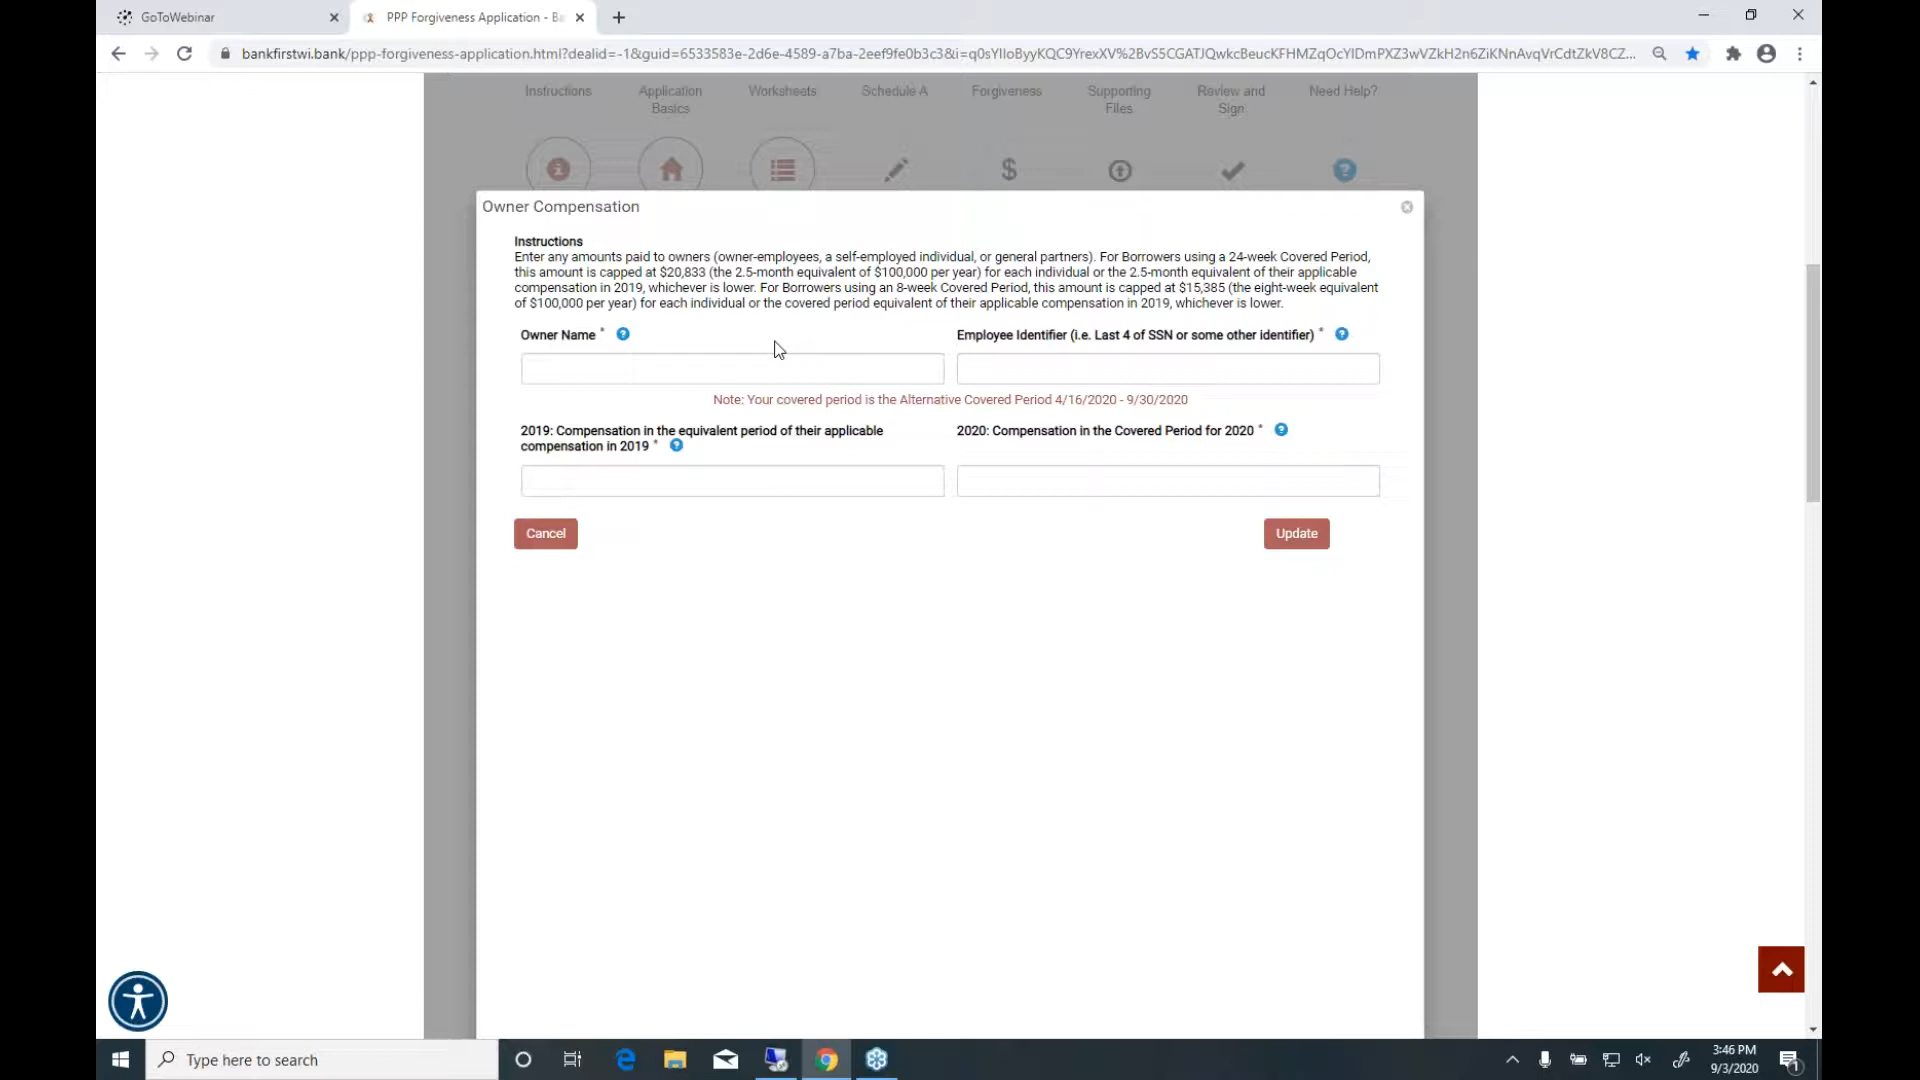 GoToWebinar
PPP Forgiveness Application - Ba
bankfirstwi.bank/ppp-forgiveness-application.html?dealid=-1&guid=6533583e-2d6e-4589-a7ba-2eef9fe0b3c3&i=q0sYIIoByyKQC9YrexXV%2BvS5CGATJQwkcBeucKFHMZqOcYlDmPXZ3wVZkH2n6ZiKNnAvqVrCdtZkV8CZ...
Instructions
Application
Basics
Worksheets
Schedule A
Forgiveness
Supporting
Files
Review and
Sign
Need Help?
Owner Compensation
Instructions
Enter any amounts paid to owners (owner-employees, a self-employed individual, or general partners). For Borrowers using a 24-week Covered Period,
this amount is capped at $20,833 (the 2.5-month equivalent of $100,000 per year) for each individual or the 2.5-month equivalent of their applicable
compensation in 2019, whichever is lower. For Borrowers using an 8-week Covered Period, this amount is capped at $15,385 (the eight-week equivalent
of $100,000 per year) for each individual or the covered period equivalent of their applicable compensation in 2019, whichever is lower.
Owner Name *
Employee Identifier (i.e. Last 4 of SSN or some other identifier) *
Note: Your covered period is the Alternative Covered Period 4/16/2020 - 9/30/2020
2019: Compensation in the equivalent period of their applicable
compensation in 2019 *
2020: Compensation in the Covered Period for 2020 *
Cancel
Update
Type here to search
3:46 PM
9/3/2020
1